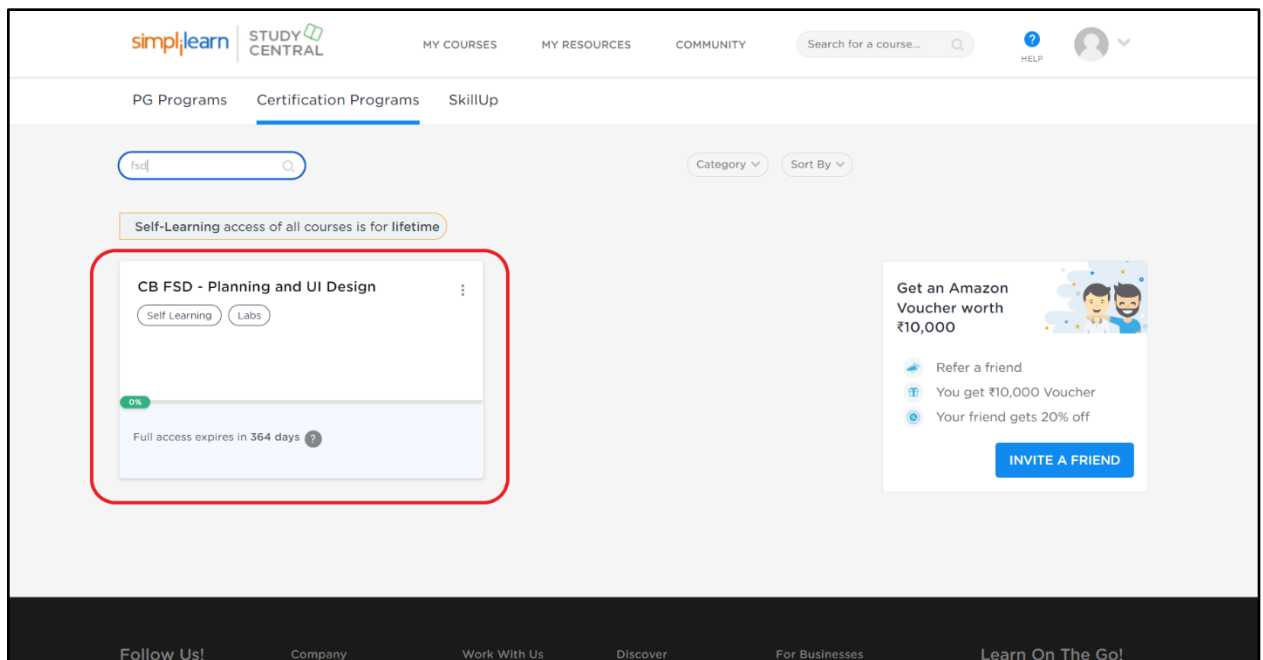 simplilearn
STUDY
CENTRAL
MY COURSES
MY RESOURCES
COMMUNITY
Search for a course...
?
HELP
PG Programs
Certification Programs
SkillUp
fsd
Category
Sort By
Self-Learning access of all courses is for lifetime
CB FSD - Planning and UI Design
Self Learning
Labs
0%
Full access expires in 364 days ?
Get an Amazon
Voucher worth
₹10,000
Refer a friend
You get ₹10,000 Voucher
Your friend gets 20% off
INVITE A FRIEND
Follow Us!
Company
Work With Us
Discover
For Businesses
Learn On The Go!